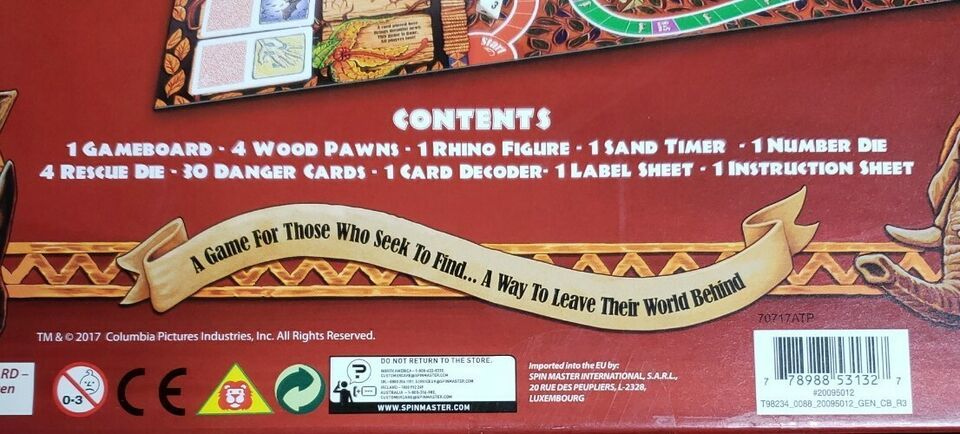 Start
3
CONTENTS
1 GAMEBOARD - 4 WOOD PAWNS - 1 RHINO FIGURE - 1 SAND TIMER - 1 NUMBER DIE
4 RESCUE DIE - 30 DANGER CARDS - 1 CARD DECODER- 1 LABEL SHEET - 1 INSTRUCTION SHEET
A Game For Those Who Seek To Find... A Way To Leave Their World Behind
70717ATP
TM & © 2017 Columbia Pictures Industries, Inc. All Rights Reserved.
RD –
en
0-3
CE
DO NOT RETURN TO THE STORE.
WWW.SPINMASTER.COM
Imported into the EU by:
SPIN MASTER INTERNATIONAL, S.A.R.L.,
20 RUE DES PEUPLIERS, L-2328,
LUXEMBOURG
7 78988 53132 7
#20095012
T98234_0088_20095012_GEN_CB_R3